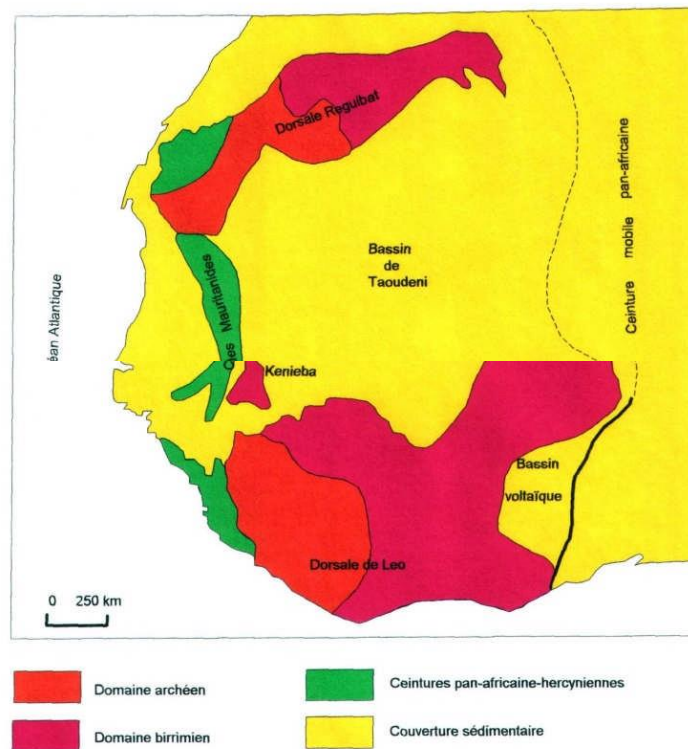 Dorsale Reguibat
Ceinture mobile pan-africaine
Bassin
de
Taoudeni
Mauritanides
éan Atlantique
Kenieba
Bassin
voltaïque
Dorsale de Leo
0 250 km
Domaine archéen
Ceintures pan-africaine-hercyniennes
Domaine birrimien
Couverture sédimentaire